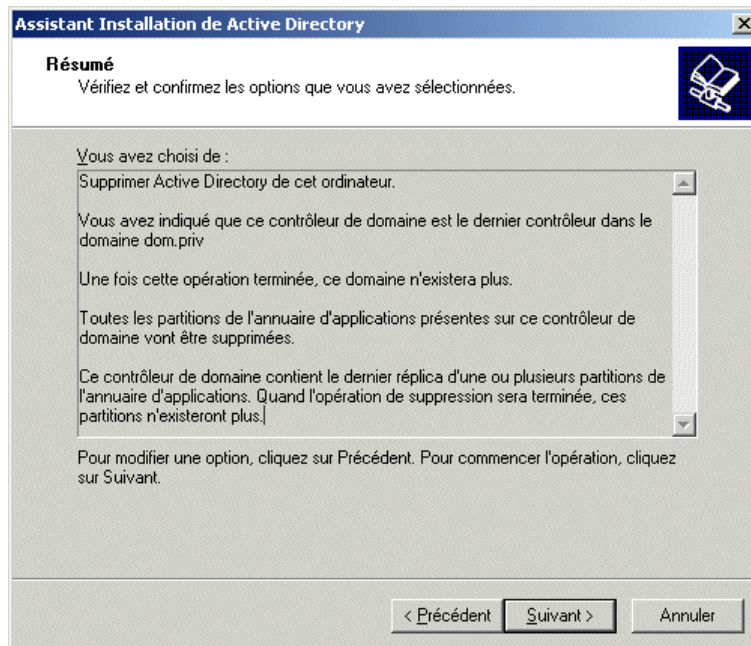 Assistant Installation de Active Directory
Résumé
Vérifiez et confirmez les options que vous avez sélectionnées.
Vous avez choisi de :
Supprimer Active Directory de cet ordinateur.
Vous avez indiqué que ce contrôleur de domaine est le dernier contrôleur dans le
domaine dom.priv
Une fois cette opération terminée, ce domaine n'existera plus.
Toutes les partitions de l'annuaire d'applications présentes sur ce contrôleur de
domaine vont être supprimées.
Ce contrôleur de domaine contient le dernier réplica d'une ou plusieurs partitions de
l'annuaire d'applications. Quand l'opération de suppression sera terminée, ces
partitions n'existeront plus.
Pour modifier une option, cliquez sur Précédent. Pour commencer l'opération, cliquez
sur Suivant.
< Précédent Suivant > Annuler